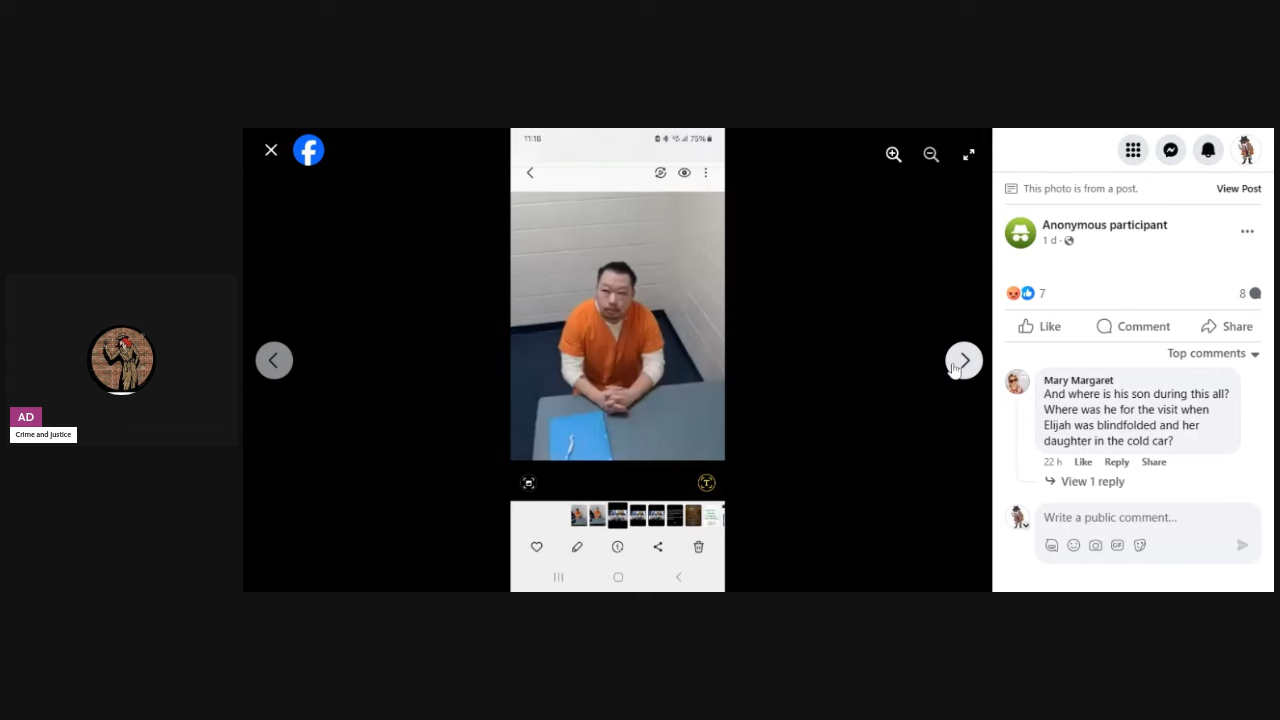 11:18
75%
This photo is from a post.
View Post
Anonymous participant
1 d
7
8
Like
Comment
Share
Top comments
Mary Margaret
And where is his son during this all?
Where was he for the visit when
Elijah was blindfolded and her
daughter in the cold car?
22 h Like Reply Share
View 1 reply
Write a public comment...
GIF
AD
Crime and Justice